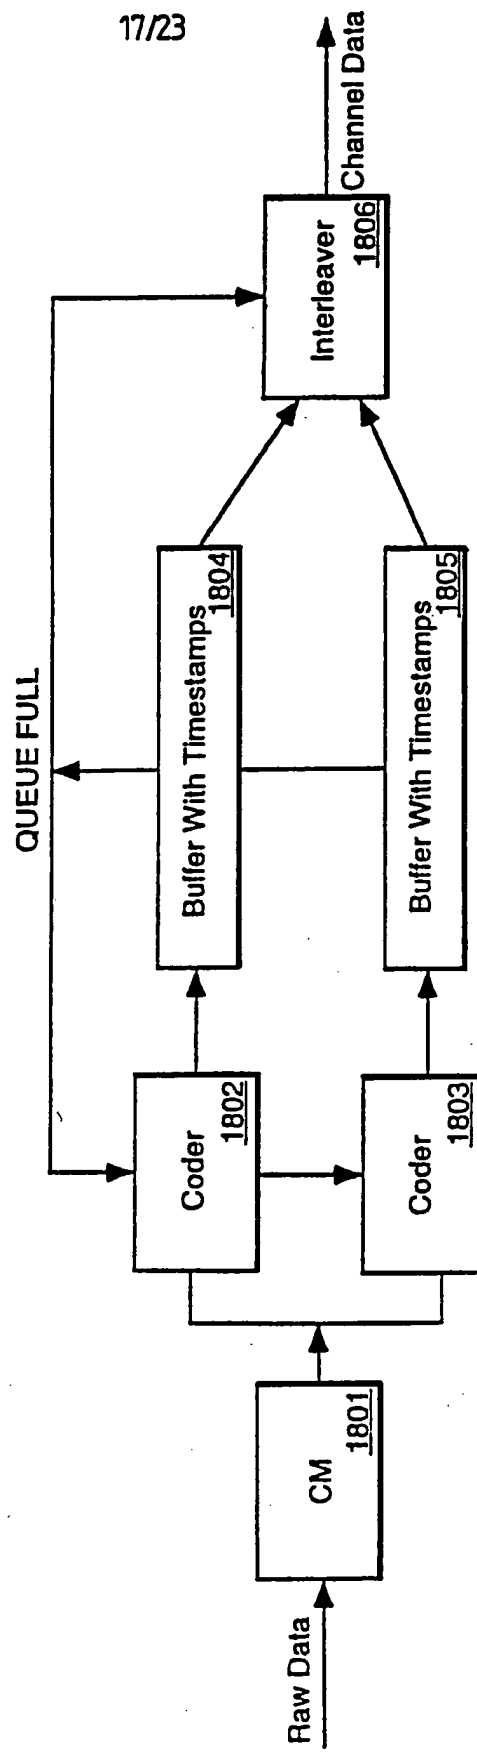 17/23
QUEUE FULL
Raw Data
CM
1801
Coder
1802
Coder
1803
Buffer With Timestamps
1804
Buffer With Timestamps
1805
Interleaver
1806
Channel Data